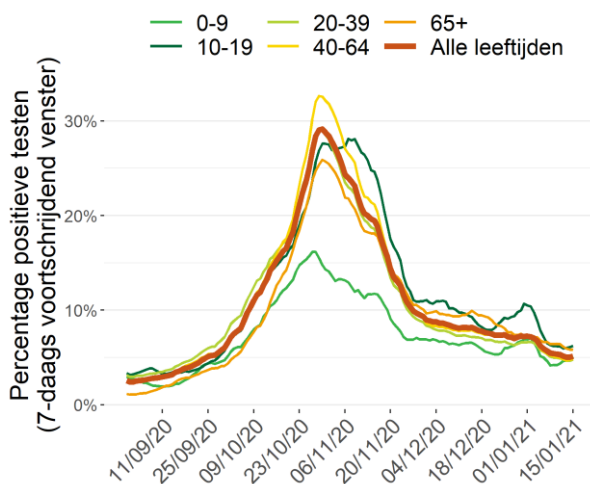 0-9 20-39 65+
10-19 40-64 Alle leeftijden
Percentage positieve testen
(7-daags voortschrijdend venster)
30%
20%
10%
0%
11/09/20 25/09/20 09/10/20 23/10/20 06/11/20 20/11/20 04/12/20 18/12/20 01/01/21 15/01/21